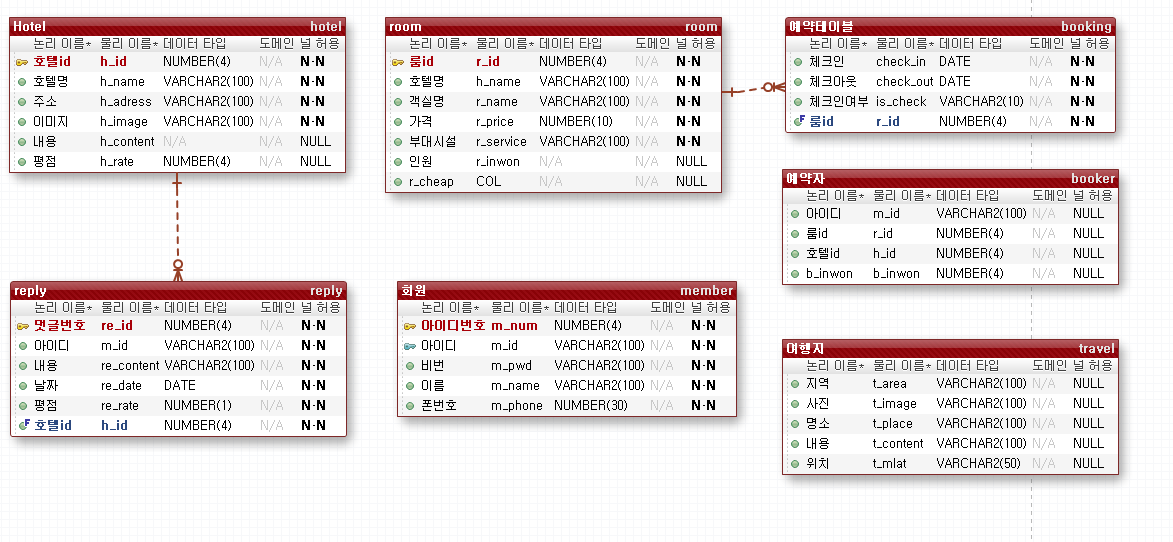 Hotel hotel
논리 이름* 물리 이름* 데이터 타입 도메인 널 허용
호텔id h_id NUMBER(4) N/A N·N
호텔명 h_name VARCHAR2(100) N/A N·N
주소 h_adress VARCHAR2(100) N/A N·N
이미지 h_image VARCHAR2(100) N/A N·N
내용 h_content N/A N/A NULL
평점 h_rate NUMBER(4) N/A NULL
room room
논리 이름* 물리 이름* 데이터 타입 도메인 널 허용
룸id r_id NUMBER(4) N/A N·N
호텔명 h_name VARCHAR2(100) N/A N·N
객실명 r_name VARCHAR2(100) N/A N·N
가격 r_price NUMBER(10) N/A N·N
부대시설 r_service VARCHAR2(100) N/A N·N
인원 r_inwon N/A N/A NULL
r_cheap COL N/A N/A NULL
예약테이블 booking
논리 이름* 물리 이름* 데이터 타입 도메인 널 허용
체크인 check_in DATE N/A N·N
체크아웃 check_out DATE N/A N·N
체크인여부 is_check VARCHAR2(10) N/A N·N
룸id r_id NUMBER(4) N/A N·N
예약자 booker
논리 이름* 물리 이름* 데이터 타입 도메인 널 허용
아이디 m_id VARCHAR2(100) N/A NULL
룸id r_id NUMBER(4) N/A NULL
호텔id h_id NUMBER(4) N/A NULL
b_inwon b_inwon NUMBER(4) N/A NULL
reply reply
논리 이름* 물리 이름* 데이터 타입 도메인 널 허용
댓글번호 re_id NUMBER(4) N/A N·N
아이디 m_id VARCHAR2(100) N/A N·N
내용 re_content VARCHAR2(100) N/A N·N
날짜 re_date DATE N/A N·N
평점 re_rate NUMBER(1) N/A N·N
호텔id h_id NUMBER(4) N/A N·N
회원 member
논리 이름* 물리 이름* 데이터 타입 도메인 널 허용
아이디번호 m_num NUMBER(4) N/A N·N
아이디 m_id VARCHAR2(100) N/A N·N
비번 m_pwd VARCHAR2(100) N/A N·N
이름 m_name VARCHAR2(100) N/A N·N
폰번호 m_phone NUMBER(30) N/A N·N
여행지 travel
논리 이름* 물리 이름* 데이터 타입 도메인 널 허용
지역 t_area VARCHAR2(100) N/A NULL
사진 t_image VARCHAR2(100) N/A NULL
명소 t_place VARCHAR2(100) N/A NULL
내용 t_content VARCHAR2(100) N/A NULL
위치 t_mlat VARCHAR2(50) N/A NULL